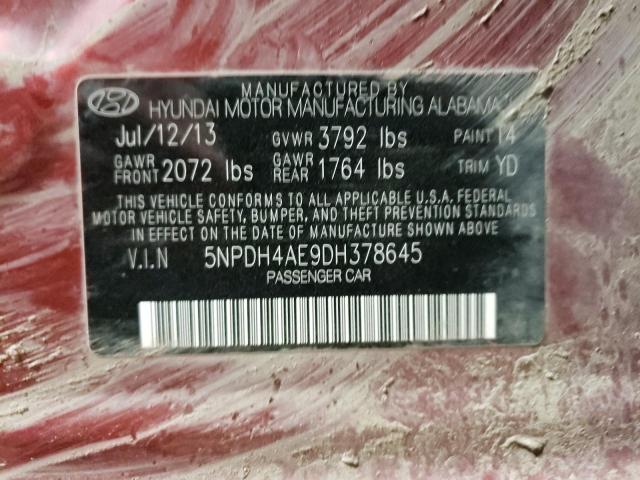 MANUFACTURED BY
HYUNDAI MOTOR MANUFACTURING ALABAMA
Jul/12/13 GVWR 3792 lbs PAINT 14
GAWR FRONT 2072 lbs GAWR REAR 1764 lbs TRIM YD
THIS VEHICLE CONFORMS TO ALL APPLICABLE U.S.A. FEDERAL
MOTOR VEHICLE SAFETY, BUMPER, AND THEFT PREVENTION STANDARDS
IN EFFECT ON THE DATE OF MANUFACTURE SHOWN ABOVE.
V.I.N 5NPDH4AE9DH378645
PASSENGER CAR